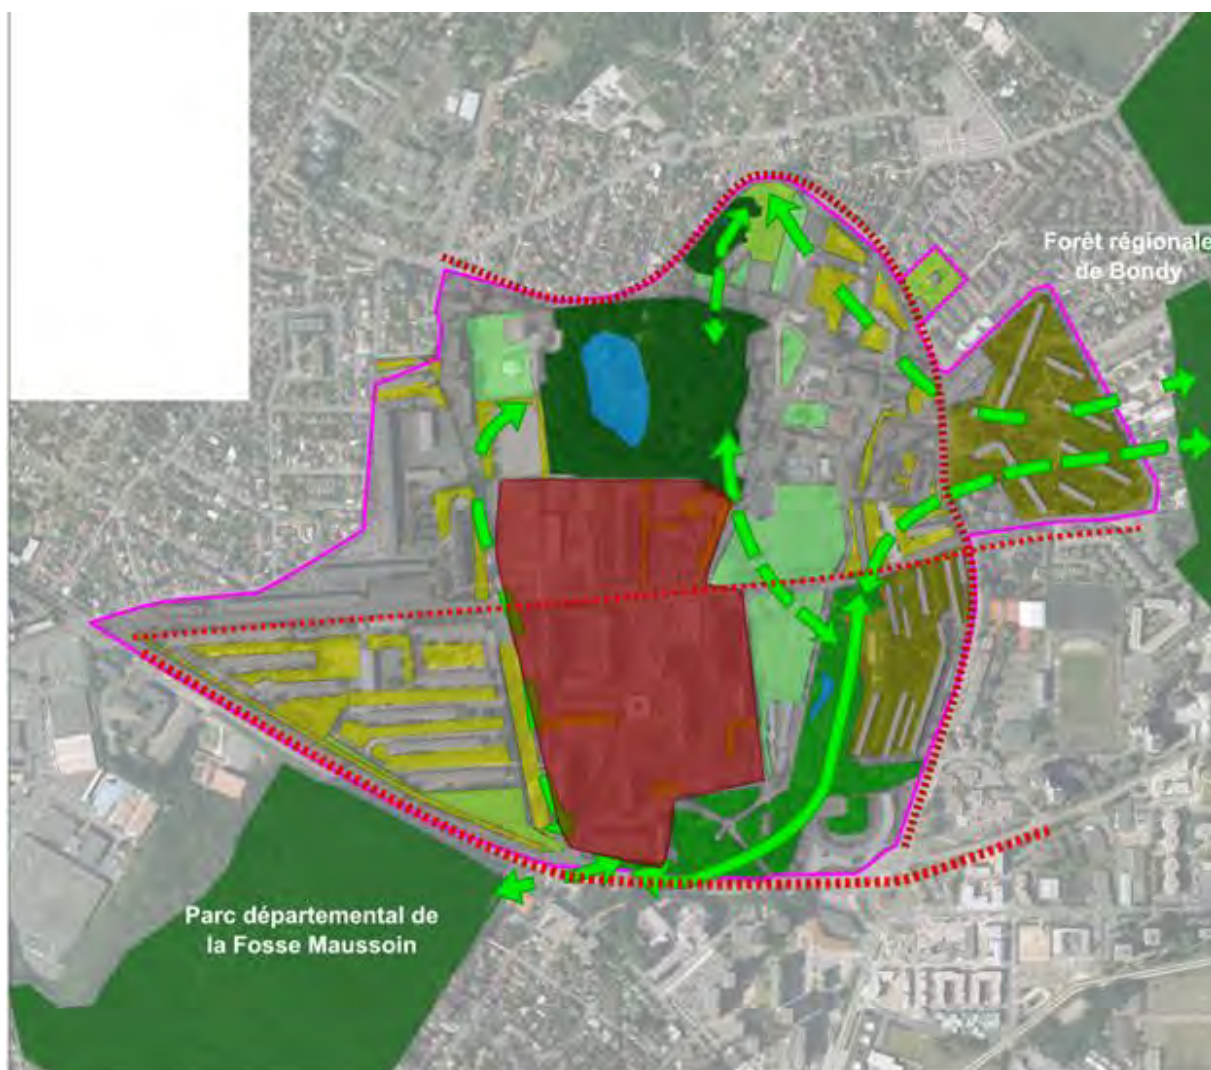 Forêt régionale
de Bondy
Parc départemental de
la Fosse Maussoin